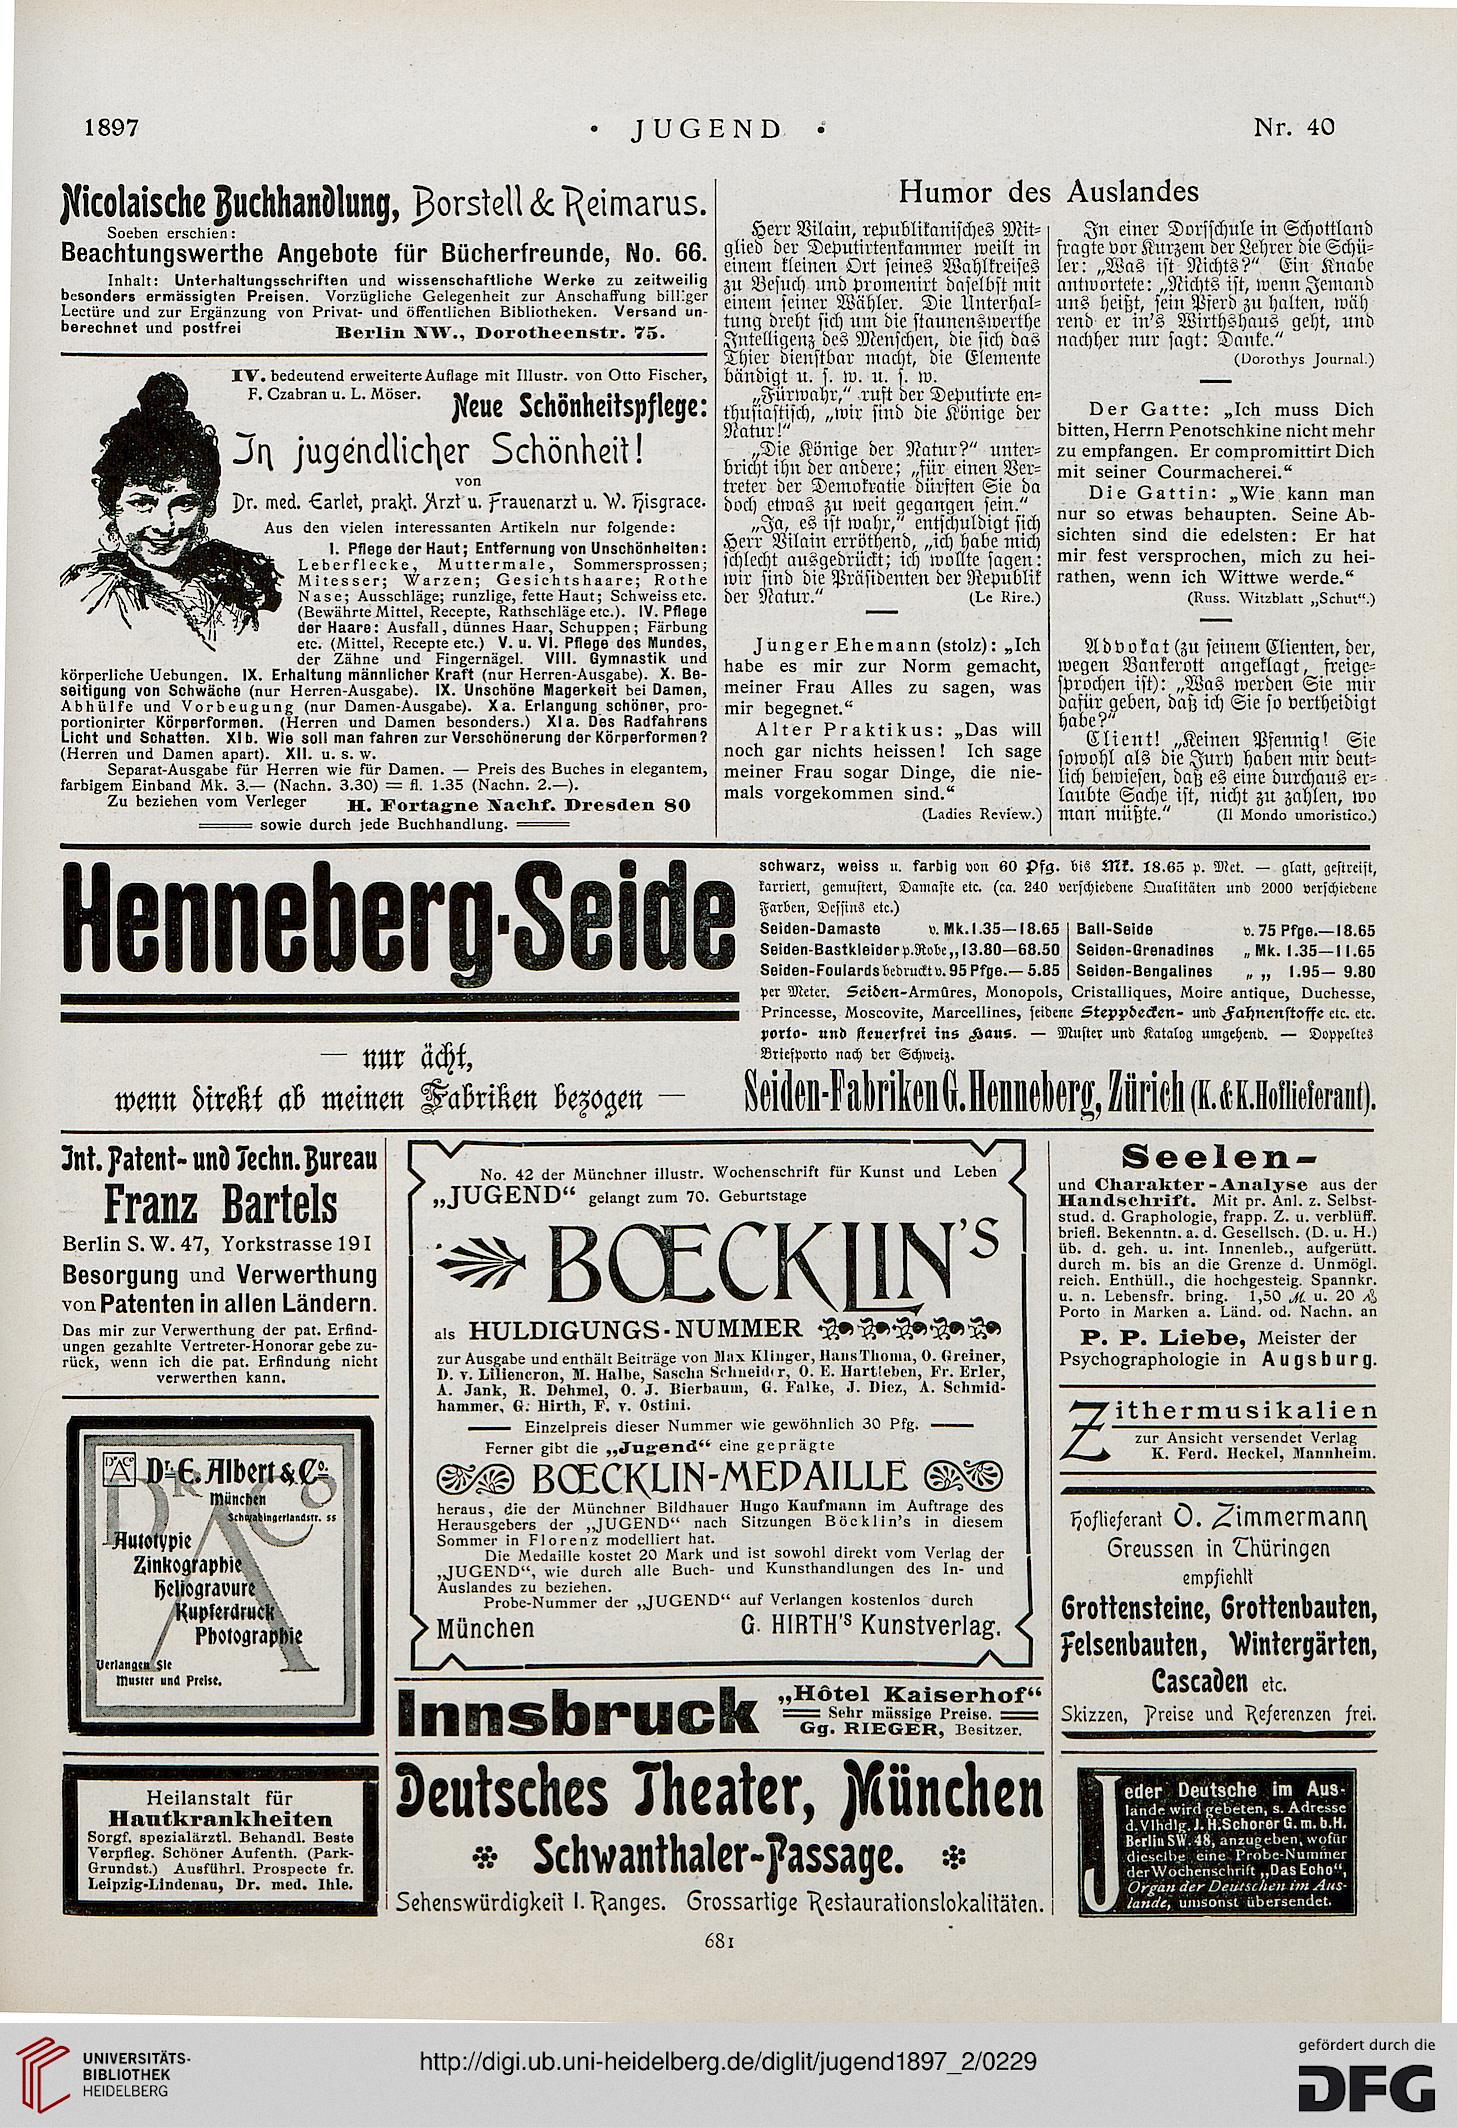 1897
• JUGEND •
Nr. 40
Nicolaische Buchhandlung, Borstell & Reimarus.
Soeben erschien:
Beachtungswerthe Angebote für Bücherfreunde, No. 66.
Inhalt: Unterhaltungsschriften und wissenschaftliche Werke zu zeitweilig
besonders ermässigten Preisen. Vorzügliche Gelegenheit zur Anschaffung billiger
Lectüre und zur Ergänzung von Privat- und öffentlichen Bibliotheken. Versand un-
berechnet und postfrei Berlin NW., Dorotheenstr. 75.
IV. bedeutend erweiterte Auflage mit Illustr. von Otto Fischer,
F. Czabran u. L. Möser.
Neue Schönheitspflege:
In jugendlicher Schönheit!
von
Dr. med. Earlet, prakt. Arzt u. Frauenarzt u. W. Hisgrace.
Aus den vielen interessanten Artikeln nur folgende:
I. Pflege der Haut; Entfernung von Unschönheiten:
Leberflecke, Muttermale, Sommersprossen;
Mitesser; Warzen; Gesichtshaare; Rothe
Nase; Ausschläge; runzlige, fette Haut; Schweiss etc.
(Bewährte Mittel, Recepte, Rathschläge etc.). IV. Pflege
der Haare: Ausfall, dünnes Haar, Schuppen; Färbung
etc. (Mittel, Recepte etc.) V. u. VI. Pflege des Mundes,
der Zähne und Fingernägel. VIII. Gymnastik und
körperliche Uebungen. IX. Erhaltung männlicher Kraft (nur Herren-Ausgabe). X. Be-
seitigung von Schwäche (nur Herren-Ausgabe). IX. Unschöne Magerkeit bei Damen,
Abhülfe und Vorbeugung (nur Damen-Ausgabe). Xa. Erlangung schöner, pro-
portionirter Körperformen. (Herren und Damen besonders.) XIa. Des Radfahrens
Licht und Schatten. XIb. Wie soll man fahren zur Verschönerung der Körperformen?
(Herren und Damen apart). XII. u. s. w.
Separat-Ausgabe für Herren wie für Damen. — Preis des Buches in elegantem,
farbigem Einband Mk. 3.— (Nachn. 3.30) = fl. 1.35 (Nachn. 2.—).
Zu beziehen vom Verleger H. Fortagne Nachf. Dresden 80
sowie durch jede Buchhandlung.
Humor des Auslandes
Herr Vilain, republikanisches Mit-
glied der Deputirtenkammer weilt in
einem kleinen Ort seines Wahlkreises
zu Besuch und promenirt daselbst mit
einem seiner Wähler. Die Unterhal-
tung dreht sich um die staunenswerthe
Intelligenz des Menschen, die sich das
Thier dienstbar macht, die Elemente
bändigt u. s. w. u. s. w.
„Fürwahr,“ ruft der Deputirte en-
thusiastisch, „wir sind die Könige der
Natur!“
„Die Könige der Natur?“ unter-
bricht ihn der andere; „für einen Ver-
treter der Demokratie dürften Sie da
doch etwas zu weit gegangen sein.“
„Ja, es ist wahr,“ entschuldigt sich
Herr Vilain erröthend, „ich habe mich
schlecht ausgedrückt; ich wollte sagen:
wir sind die Präsidenten der Republik
der Natur.“ (Le Rire.)
Junger Ehemann (stolz): „Ich
habe es mir zur Norm gemacht,
meiner Frau Alles zu sagen, was
mir begegnet.“
Alter Praktikus: „Das will
noch gar nichts heissen! Ich sage
meiner Frau sogar Dinge, die nie-
mals vorgekommen sind.“
(Ladies Review.)
In einer Dorfschule in Schottland
fragte vor Kurzem der Lehrer die Schü-
ler: „Was ist Nichts?“ Ein Knabe
antwortete: „Nichts ist, wenn Jemand
uns heißt, sein Pferd zu halten, wäh
rend er in's Wirthshaus geht, und
nachher nur sagt: Danke.“
(Dorothys Journal.)
Der Gatte: „Ich muss Dich
bitten, Herrn Penotschkine nicht mehr
zu empfangen. Er compromittirt Dich
mit seiner Courmacherei.“
Die Gattin: „Wie kann man
nur so etwas behaupten. Seine Ab-
sichten sind die edelsten: Er hat
mir fest versprochen, mich zu hei-
rathen, wenn ich Wittwe werde.“
(Russ. Witzblatt „Schut“.)
Advokat (zu seinem Clienten, der,
wegen Bankerott angeklagt, freige-
sprochen ist): „Was werden Sie mir
dafür geben, daß ich Sie so vertheidigt
habe?“
Client! „Keinen Pfennig! Sie
sowohl als die Jury haben mir deut-
lich bewiesen, daß es eine durchaus er-
laubte Sache ist, nicht zu zahlen, wo
man müßte.“ (Il Mondo umoristico.)
Henneberg-Seide
— nur ächt,
wenn direkt ab meinen Fabriken bezogen —
schwarz, weiss u. farbig von 60 Pfg. bis Mk. 18.65 p. Met. — glatt, gestreift,
karriert, gemustert, Damaste etc. (ca. 240 verschiedene Qualitäten und 2000 verschiedene
Farben, Dessins etc.)
Seiden-Damaste v. Mk. 1.35—18.65 | Ball-Seide v. 75 Pfge.—18.65
Seiden-Bastkleider p. Robe „ 13.80—68.50 | Seiden-Grenadines „ Mk. 1.35—11.65
Seiden-Foulards bedruckt v. 95 Pfge.— 5.85 | Seiden-Bengalines „ „ 1.95— 9.80
per Meter. Seiden-Armûres, Monopols, Cristalliques, Moire antique, Duchesse,
Princesse, Moscovite, Marcellines, seidene Steppdecken- und Fahnenstoffe etc. etc.
porto- und steuerfrei ins Haus. — Muster und Katalog umgehend. — Doppeltes
Briefporto nach der Schweiz.
Seiden-Fabriken G. Henneberg, Zürich (K. & K. Hoflieferant).
Int. Patent- und Techn. Bureau
Franz Bartels
Berlin S. W. 47, Yorkstrasse 19 I
Besorgung und Verwerthung
von Patenten in allen Ländern.
Das mir zur Verwerthung der pat. Erfind-
ungen gezahlte Vertreter-Honorar gebe zu-
rück, wenn ich die pat. Erfindung nicht
verwerthen kann.
DR A Co
Dr. E. Albert & Co.
München
Schwabingerlandstr. 55
Autotypie
Zinkographie
Heliogravure
Kupferdruck
Photographie
Verlangen Sie
Muster und Preise.
Heilanstalt für
Hautkrankheiten
Sorgf. spezialärztl. Behandl. Beste
Verpfleg. Schöner Aufenth. (Park-
Grundst.) Ausführl. Prospecte fr.
Leipzig-Lindenau, Dr. med. Ihle.
No. 42 der Münchner illustr. Wochenschrift für Kunst und Leben
„JUGEND“ gelangt zum 70. Geburtstage
BŒCKLIN'S
als HULDIGUNGS-NUMMER
zur Ausgabe und enthält Beiträge von Max Klinger, Hans Thoma, O. Greiner,
D. v. Liliencron, M. Halbe, Sascha Schneider, O. E. Hartleben, Fr. Erler,
A. Jank, R. Dehmel, O. J. Bierbaum, G. Falke, J. Diez, A. Schmid-
hammer, G. Hirth, F. v. Ostini.
Einzelpreis dieser Nummer wie gewöhnlich 30 Pfg.
Ferner gibt die „Jugend“ eine geprägte
BŒCKLIN-MEDAILLE
heraus, die der Münchner Bildhauer Hugo Kaufmann im Auftrage des
Herausgebers der „JUGEND“ nach Sitzungen Böcklin's in diesem
Sommer in Florenz modelliert hat.
Die Medaille kostet 20 Mark und ist sowohl direkt vom Verlag der
„JUGEND“, wie durch alle Buch- und Kunsthandlungen des In- und
Auslandes zu beziehen.
Probe-Nummer der „JUGEND“ auf Verlangen kostenlos durch
München G. HIRTH'S Kunstverlag.
Innsbruck
„Hôtel Kaiserhof“
Sehr mässige Preise.
Gg. RIEGER, Besitzer.
Deutsches Theater, München
Schwanthaler-Passage.
Sehenswürdigkeit I. Ranges. Grossartige Restaurationslokalitäten.
Seelen-
und Charakter-Analyse aus der
Handschrift. Mit pr. Anl. z. Selbst-
stud. d. Graphologie, frapp. Z. u. verblüff.
briefl. Bekenntn. a. d. Gesellsch. (D. u. H.)
üb. d. geh. u. int. Innenleb., aufgerütt.
durch m. bis an die Grenze d. Unmögl.
reich. Enthüll., die hochgesteig. Spannkr.
u. n. Lebensfr. bring. 1,50 ℳ u. 20 ₰
Porto in Marken a. Länd. od. Nachn. an
P. P. Liebe, Meister der
Psychographologie in Augsburg.
Zithermusikalien
zur Ansicht versendet Verlag
K. Ferd. Heckel, Mannheim.
Hoflieferant O. Zimmermann
Greussen in Thüringen
empfiehlt
Grottensteine, Grottenbauten,
Felsenbauten, Wintergärten,
Cascaden etc.
Skizzen, Preise und Referenzen frei.
Jeder Deutsche im Aus-
lande wird gebeten, s. Adresse
d. Vlhdlg. J. H. Schorer G. m. b. H.
Berlin SW. 48, anzugeben, wofür
dieselbe eine Probe-Nummer
der Wochenschrift „Das Echo“,
Organ der Deutschen im Aus-
lande, umsonst übersendet.
681
UNIVERSITÄTS-
BIBLIOTHEK
HEIDELBERG
http://digi.ub.uni-heidelberg.de/diglit/jugend1897_2/0229
gefördert durch die
DFG